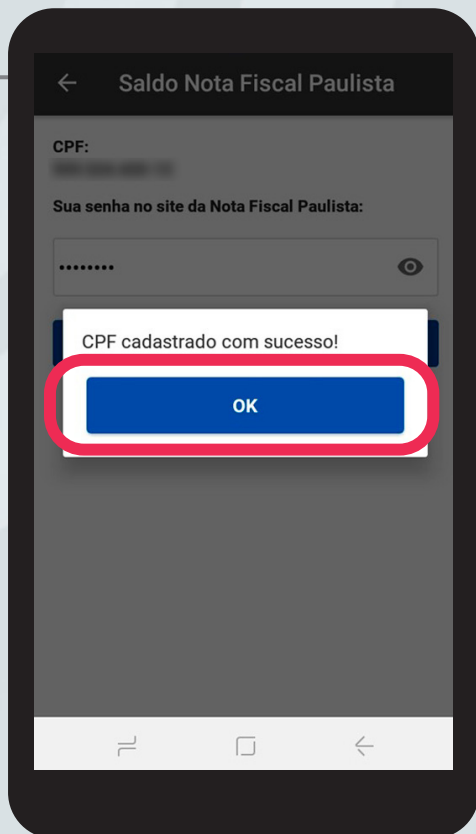 Saldo Nota Fiscal Paulista
CPF:
Sua senha no site da Nota Fiscal Paulista:
••••••••
CPF cadastrado com sucesso!
OK